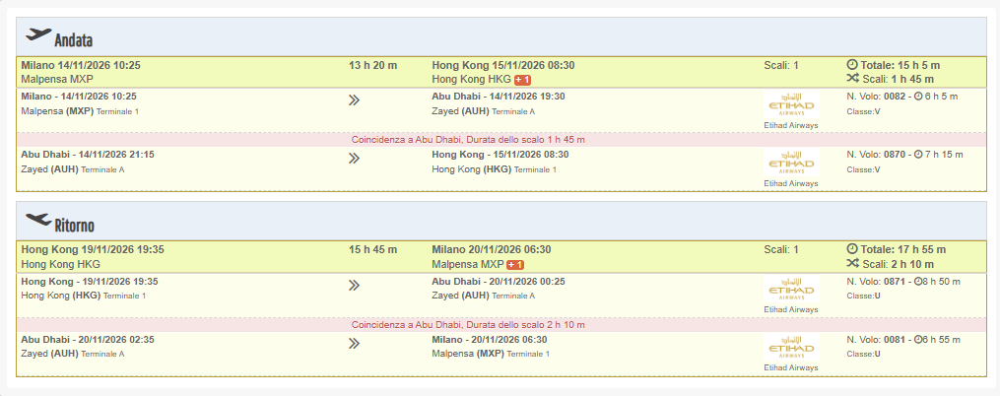 Andata
Milano 14/11/2026 10:25 13 h 20 m Hong Kong 15/11/2026 08:30 Scali: 1 Totale: 15 h 5 m
Malpensa MXP Hong Kong HKG + 1 Scali: 1 h 45 m
Milano - 14/11/2026 10:25 Abu Dhabi - 14/11/2026 19:30 N. Volo: 0082 - 6 h 5 m
Malpensa (MXP) Terminale 1 Zayed (AUH) Terminale A ETIHAD AIRWAYS Classe:V
Etihad Airways
Coincidenza a Abu Dhabi, Durata dello scalo 1 h 45 m
Abu Dhabi - 14/11/2026 21:15 Hong Kong - 15/11/2026 08:30 N. Volo: 0870 - 7 h 15 m
Zayed (AUH) Terminale A Hong Kong (HKG) Terminale 1 ETIHAD AIRWAYS Classe:V
Etihad Airways
Ritorno
Hong Kong 19/11/2026 19:35 15 h 45 m Milano 20/11/2026 06:30 Scali: 1 Totale: 17 h 55 m
Hong Kong HKG Malpensa MXP + 1 Scali: 2 h 10 m
Hong Kong - 19/11/2026 19:35 Abu Dhabi - 20/11/2026 00:25 N. Volo: 0871 - 8 h 50 m
Hong Kong (HKG) Terminale 1 Zayed (AUH) Terminale A ETIHAD AIRWAYS Classe:U
Etihad Airways
Coincidenza a Abu Dhabi, Durata dello scalo 2 h 10 m
Abu Dhabi - 20/11/2026 02:35 Milano - 20/11/2026 06:30 N. Volo: 0081 - 6 h 55 m
Zayed (AUH) Terminale A Malpensa (MXP) Terminale 1 ETIHAD AIRWAYS Classe:U
Etihad Airways